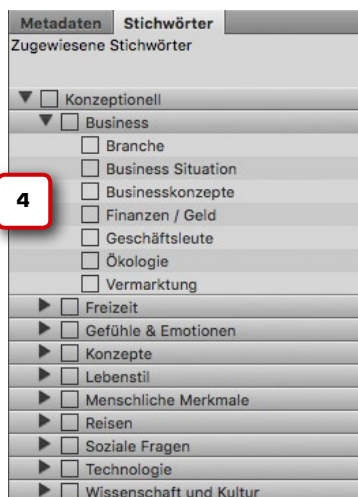 Metadaten Stichwörter
Zugewiesene Stichwörter
Konzeptionell
Business
Branche
Business Situation
Businesskonzepte
4
Finanzen / Geld
Geschäftsleute
Ökologie
Vermarktung
Freizeit
Gefühle & Emotionen
Konzepte
Lebenstil
Menschliche Merkmale
Reisen
Soziale Fragen
Technologie
Wissenschaft und Kultur